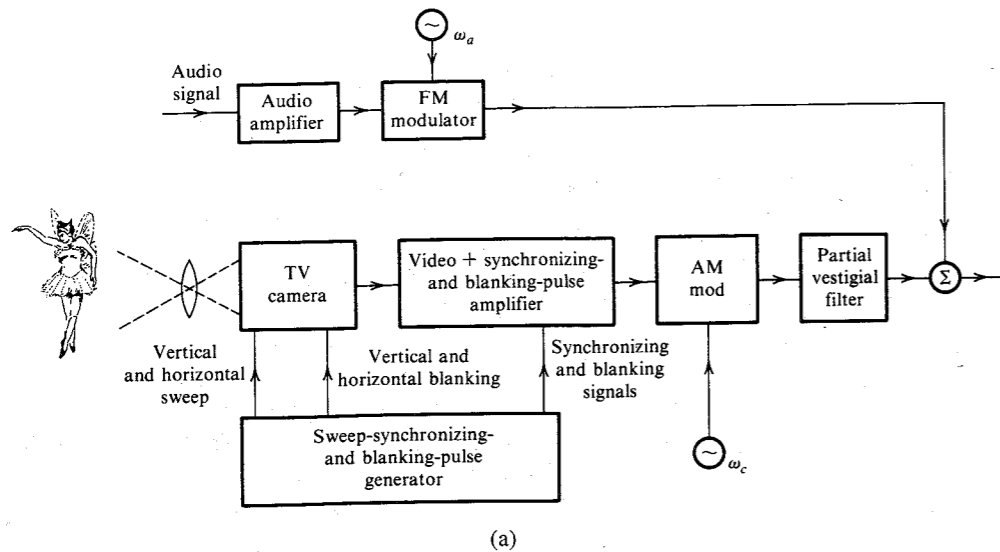 ω_a
Audio
signal
Audio
amplifier
FM
modulator
TV
camera
Video + synchronizing-
and blanking-pulse
amplifier
AM
mod
Partial
vestigial
filter
Σ
Vertical
and horizontal
sweep
Vertical and
horizontal blanking
Synchronizing
and blanking
signals
Sweep-synchronizing-
and blanking-pulse
generator
ω_c
(a)